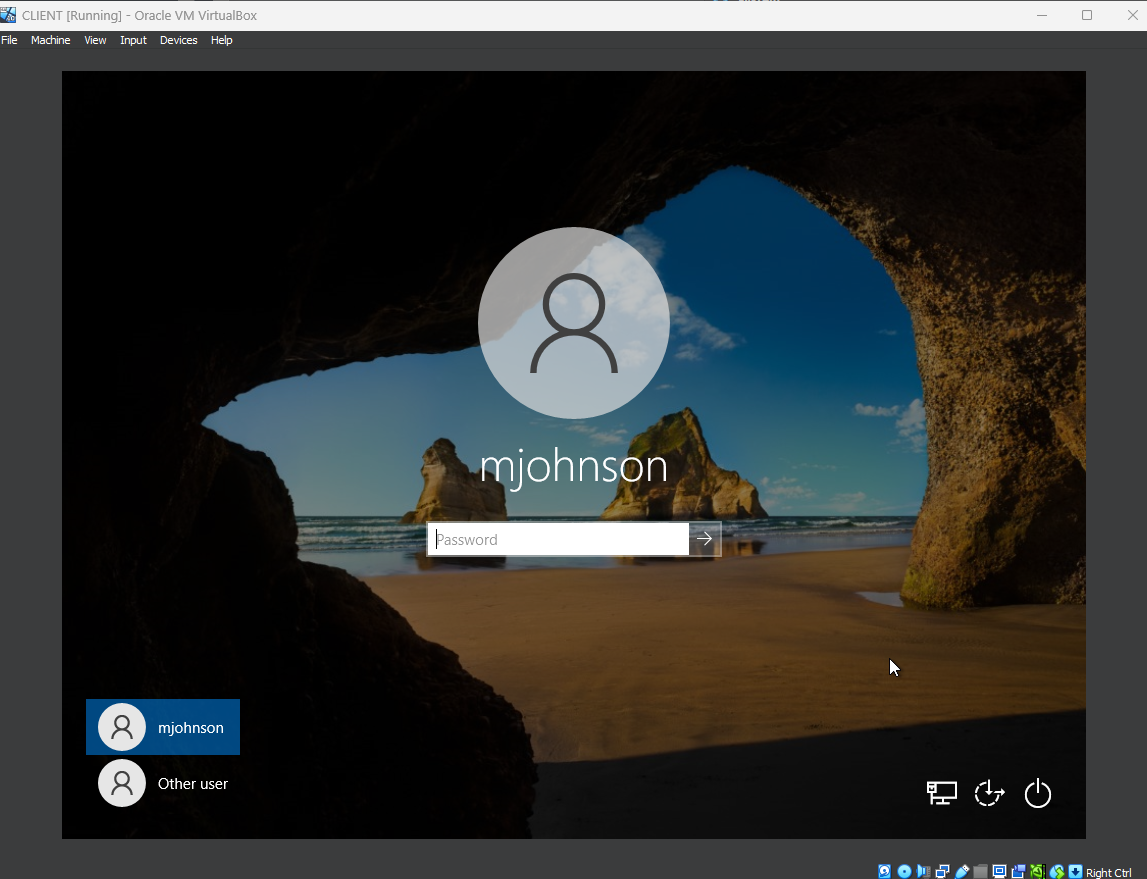 CLIENT [Running] - Oracle VM VirtualBox
File Machine View Input Devices Help
mjohnson
Password
mjohnson
Other user
Right Ctrl